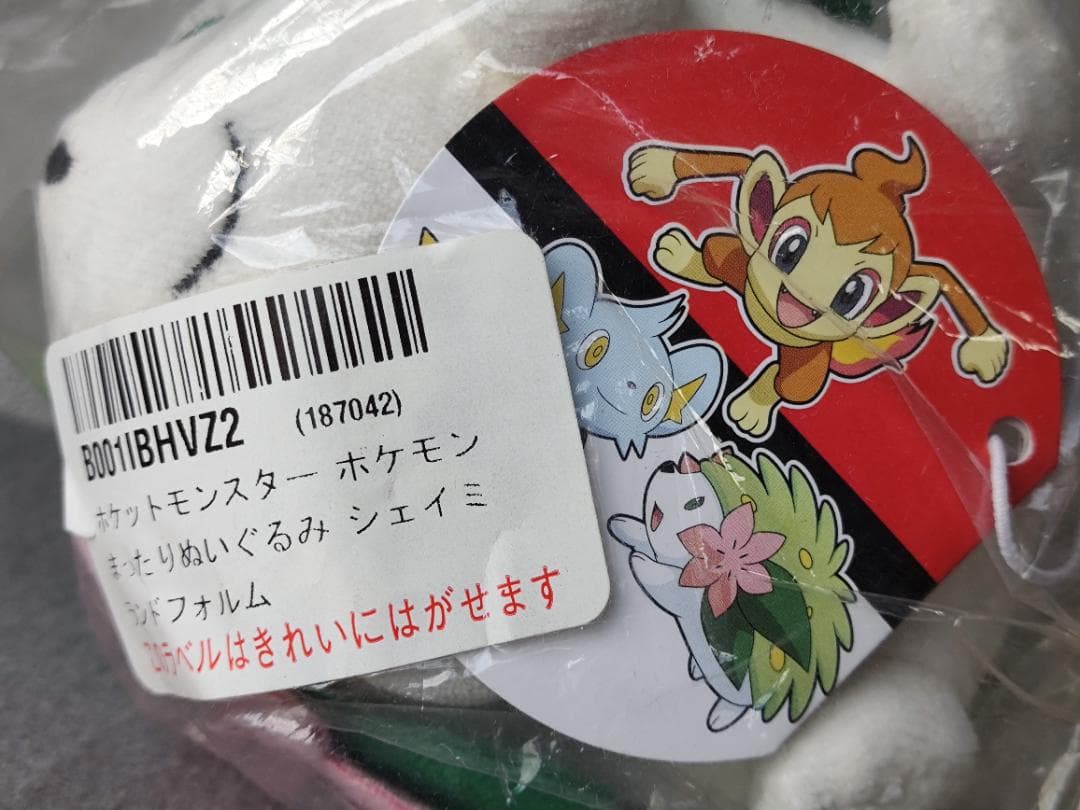 B001IBHVZ2 (187042)
ポケットモンスター ポケモン
まったりぬいぐるみ シェイミ
ランドフォルム
このラベルはきれいにはがせます